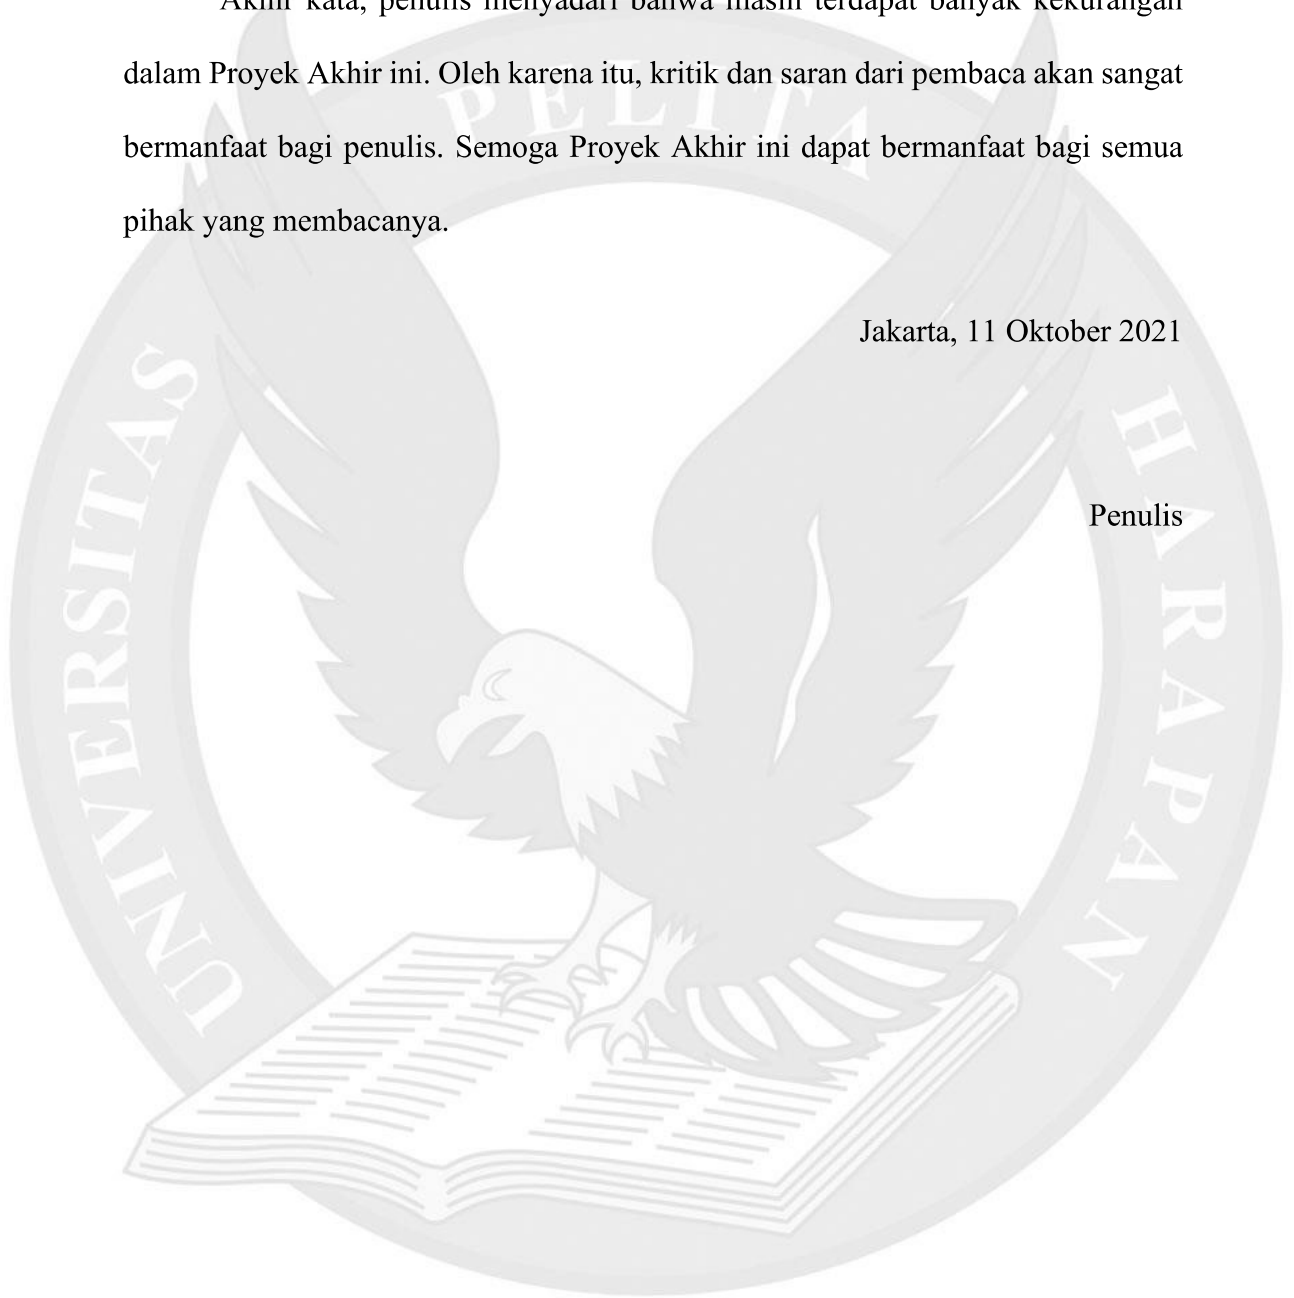 Akhir kata, penulis menyadari bahwa masih terdapat banyak kekurangan
dalam Proyek Akhir ini. Oleh karena itu, kritik dan saran dari pembaca akan sangat
bermanfaat bagi penulis. Semoga Proyek Akhir ini dapat bermanfaat bagi semua
pihak yang membacanya.
Jakarta, 11 Oktober 2021
Penulis
UNIVERSITAS PELITA HARAPAN